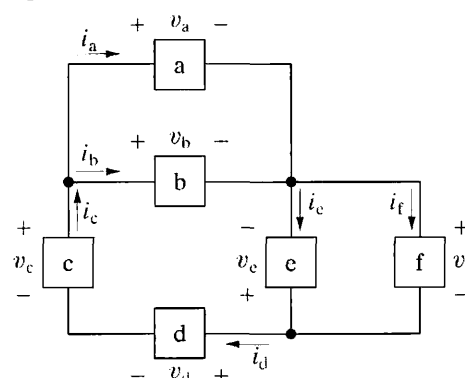 i_a + v_a −
a
i_b + v_b −
b
i_c i_e i_f
+ − +
v_c c v_e e f v
− + −
d
− v_d + i_d